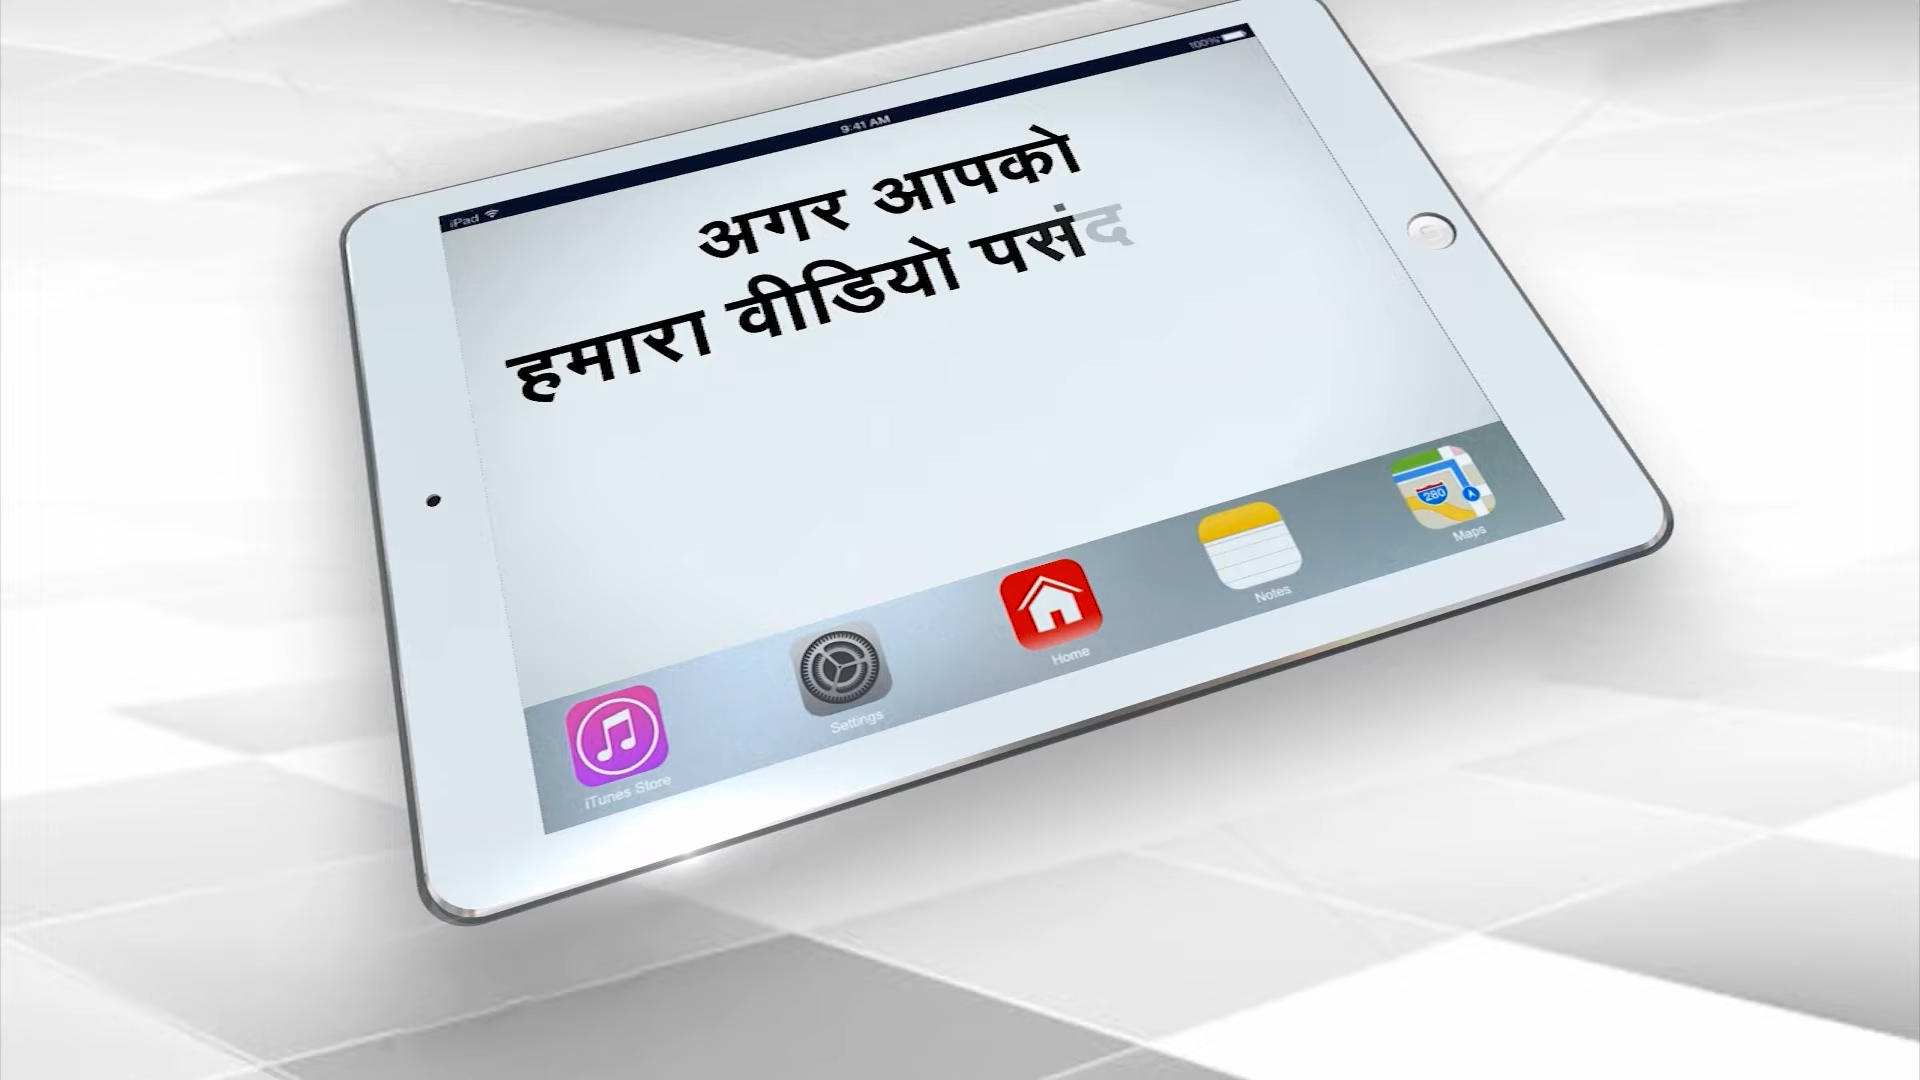 iPad
9:41 AM
100%
अगर आपको
हमारा वीडियो पसंद
280
iTunes Store
Settings
Home
Notes
Maps